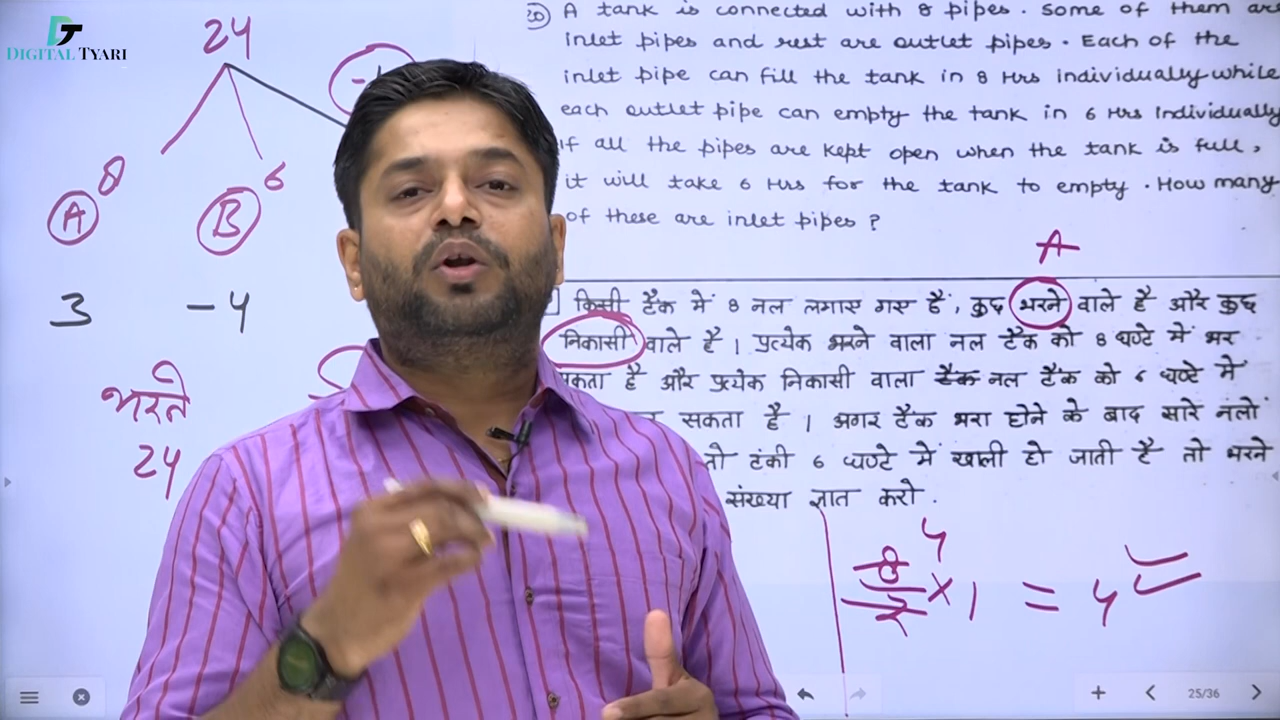 DT
DIGITAL TYARI
24
8
6
A
B
3 -4
भरते
24
20) A tank is connected with 8 pipes. Some of them are
inlet pipes and rest are outlet pipes. Each of the
inlet pipe can fill the tank in 8 Hrs individually while
each outlet pipe can empty the tank in 6 Hrs individually
If all the pipes are kept open when the tank is full,
it will take 6 Hrs for the tank to empty. How many
of these are inlet pipes?
A
किसी टैंक में 8 नल लगाए गए है, कुछ भरने वाले है और कुछ
निकासी वाले है। प्रत्येक भरने वाला नल टैंक को 8 घण्टे में भर
सकता है और प्रत्येक निकासी वाला टैंक नल टैंक को 6 घण्टे में
सकता है। अगर टैंक भरा होने के बाद सारे नलों
तो टंकी 6 घण्टे में खाली हो जाती है तो भरने
संख्या ज्ञात करो.
4
8 × 1 = 4
2
25/36